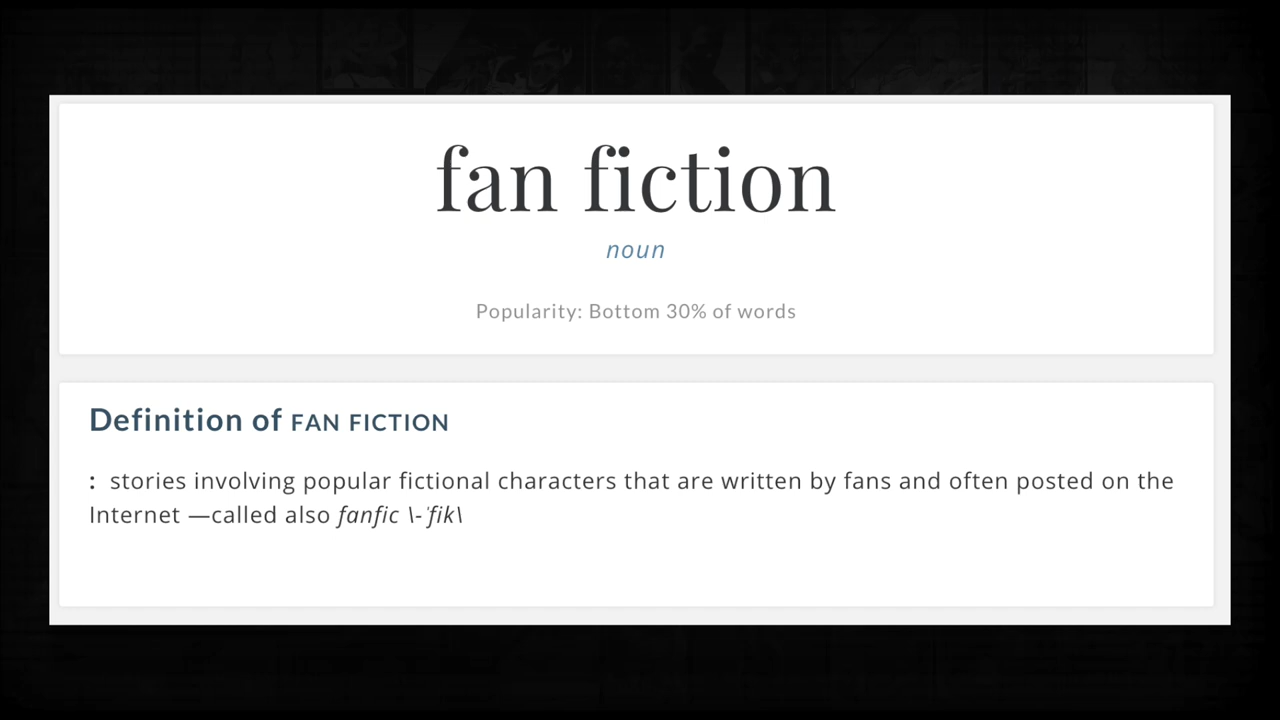 fan fiction
noun
Popularity: Bottom 30% of words
Definition of FAN FICTION
: stories involving popular fictional characters that are written by fans and often posted on the
Internet —called also fanfic \-ˈfik\